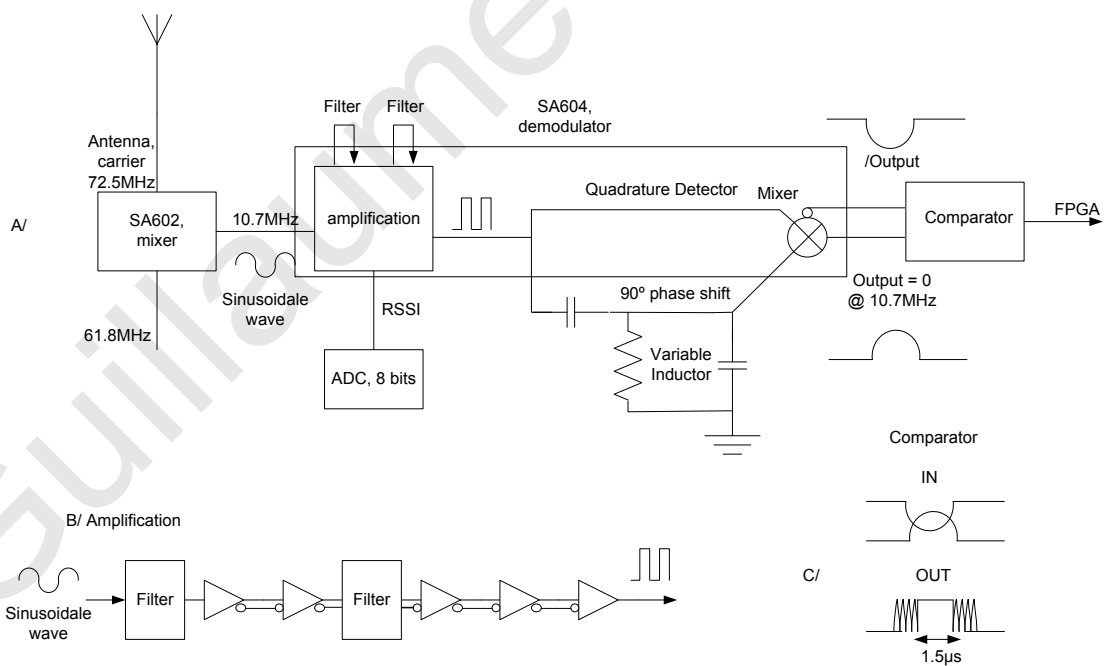 Guillaume
Filter
Filter
SA604,
demodulator
Antenna,
carrier
72.5MHz
/Output
A/
SA602,
mixer
10.7MHz
amplification
Quadrature Detector
Mixer
Comparator
FPGA
Sinusoidale
wave
RSSI
90º phase shift
Output = 0
@ 10.7MHz
61.8MHz
ADC, 8 bits
Variable
Inductor
Comparator
IN
B/ Amplification
C/
OUT
Sinusoidale
wave
Filter
Filter
1.5µs